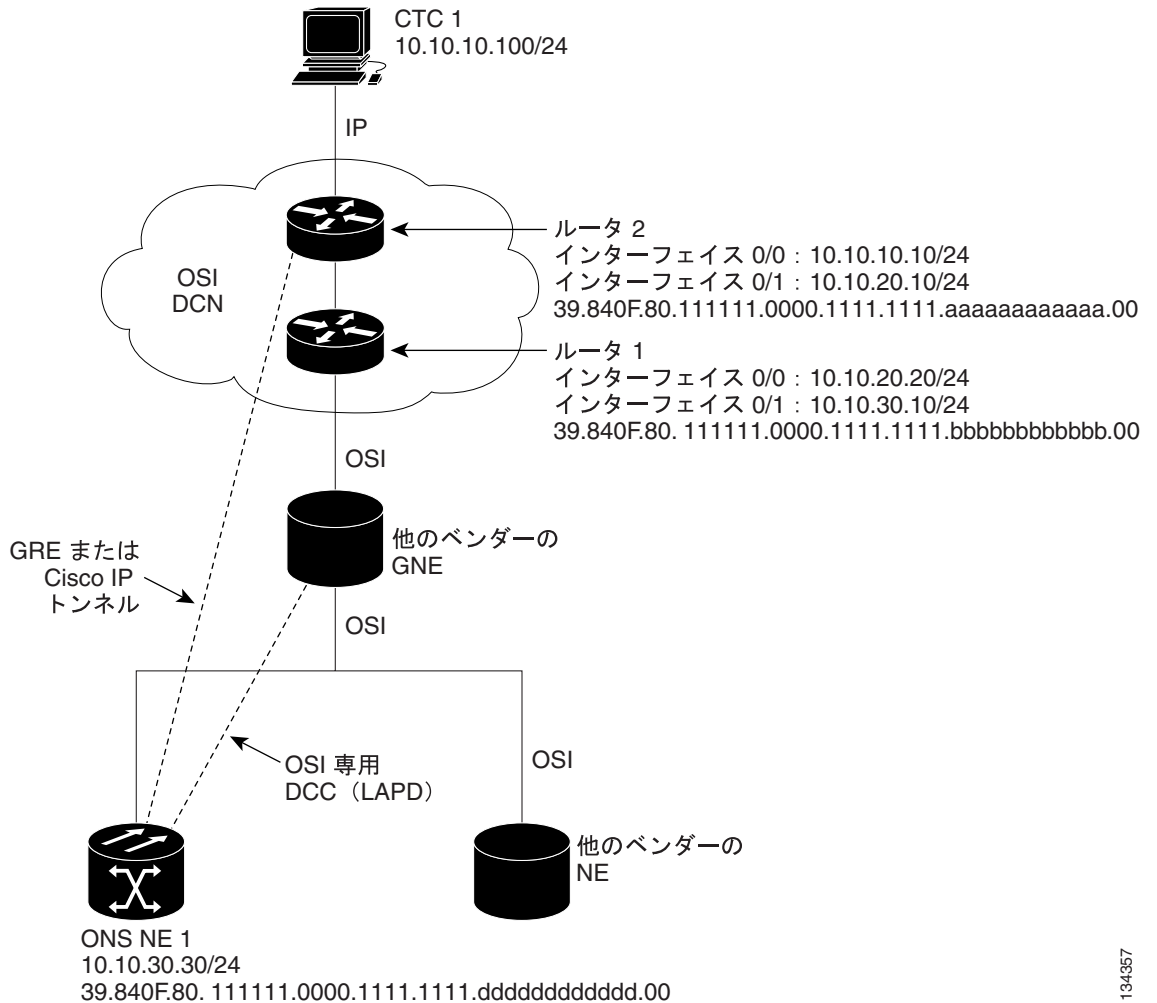 CTC 1
10.10.10.100/24
IP
OSI
DCN
ルータ 2
インターフェイス 0/0：10.10.10.10/24
インターフェイス 0/1：10.10.20.10/24
39.840F.80.111111.0000.1111.1111.aaaaaaaaaaaa.00
ルータ 1
インターフェイス 0/0：10.10.20.20/24
インターフェイス 0/1：10.10.30.10/24
39.840F.80. 111111.0000.1111.1111.bbbbbbbbbbbb.00
OSI
他のベンダーの
GNE
GRE または
Cisco IP
トンネル
OSI
OSI 専用
DCC（LAPD）
OSI
他のベンダーの
NE
ONS NE 1
10.10.30.30/24
39.840F.80. 111111.0000.1111.1111.dddddddddddd.00
134357